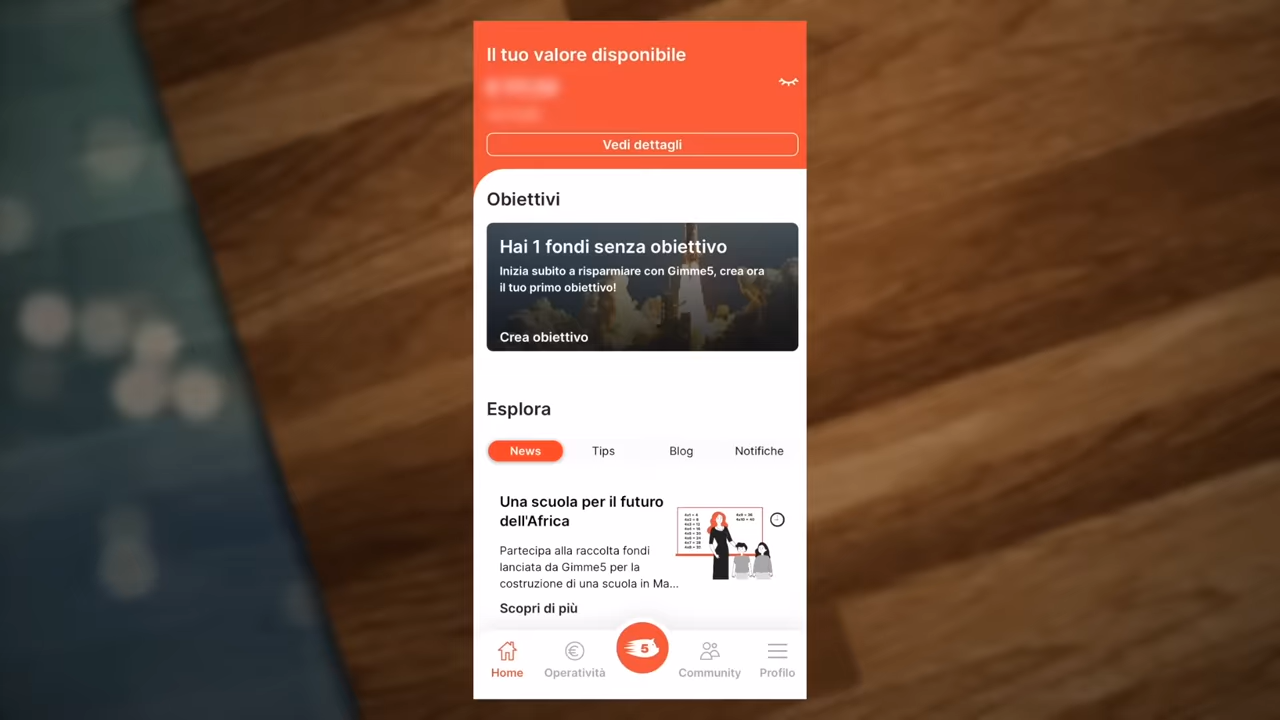 Il tuo valore disponibile
Vedi dettagli
Obiettivi
Hai 1 fondi senza obiettivo
Inizia subito a risparmiare con Gimme5, crea ora
il tuo primo obiettivo!
Crea obiettivo
Esplora
News
Tips
Blog
Notifiche
Una scuola per il futuro
dell'Africa
Partecipa alla raccolta fondi
lanciata da Gimme5 per la
costruzione di una scuola in Ma...
Scopri di più
5
Home
Operatività
Community
Profilo